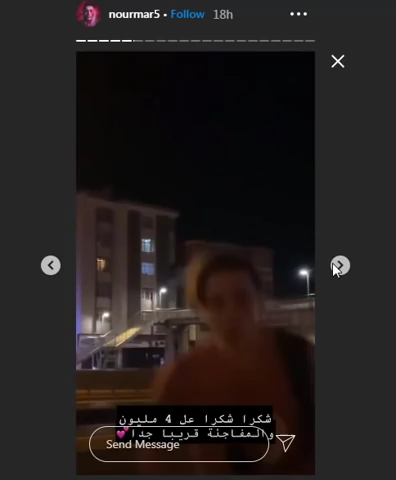 nourmar5 • Follow 18h
شكرا شكرا عل 4 مليون
والمفاجئة قريبا جدا💕
Send Message